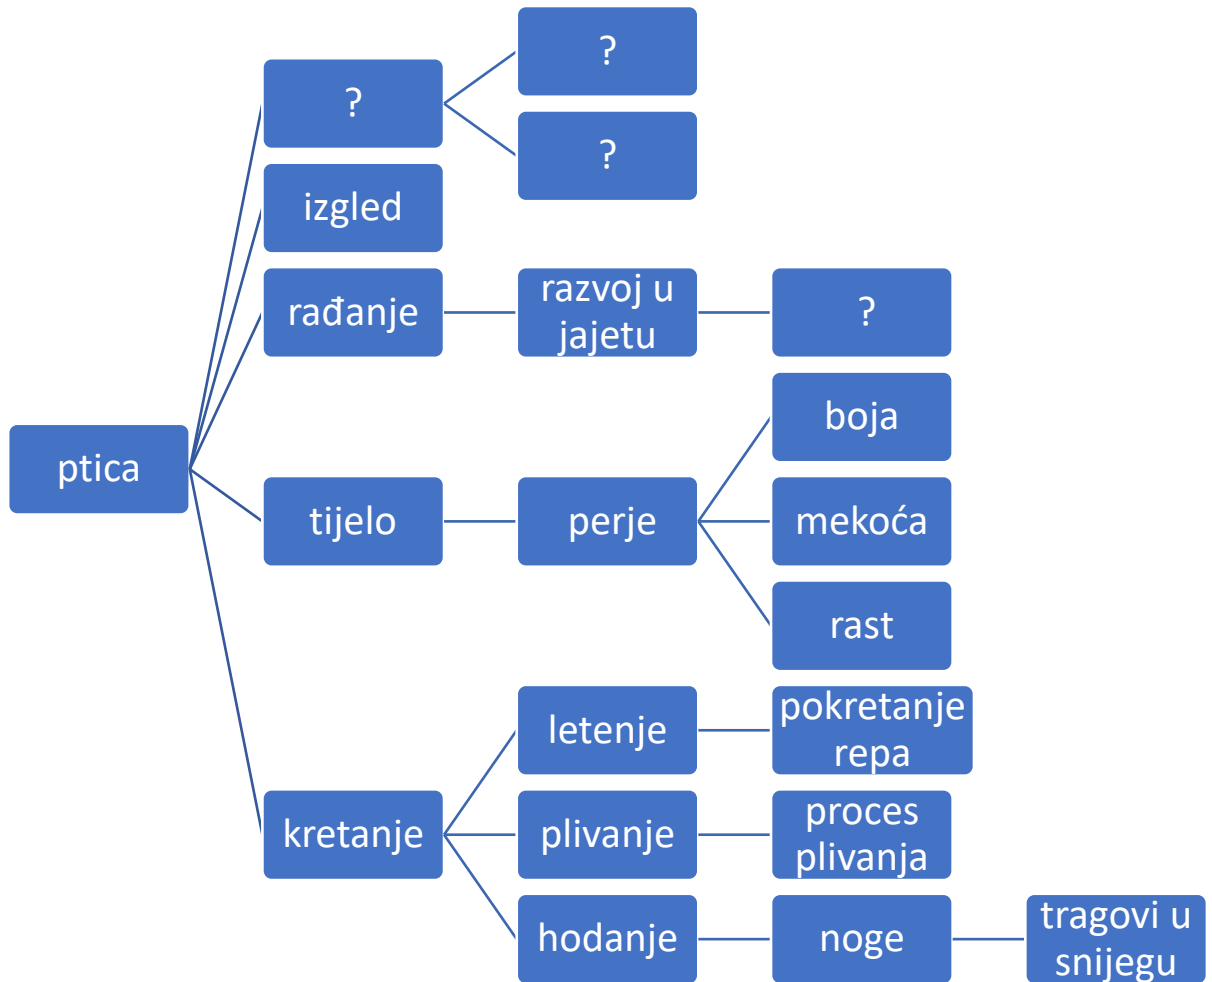 ?
?
?
izgled
rađanje
razvoj u
jajetu
?
ptica
tijelo
perje
boja
mekoća
rast
kretanje
letenje
pokretanje
repa
plivanje
proces
plivanja
hodanje
noge
tragovi u
snijegu